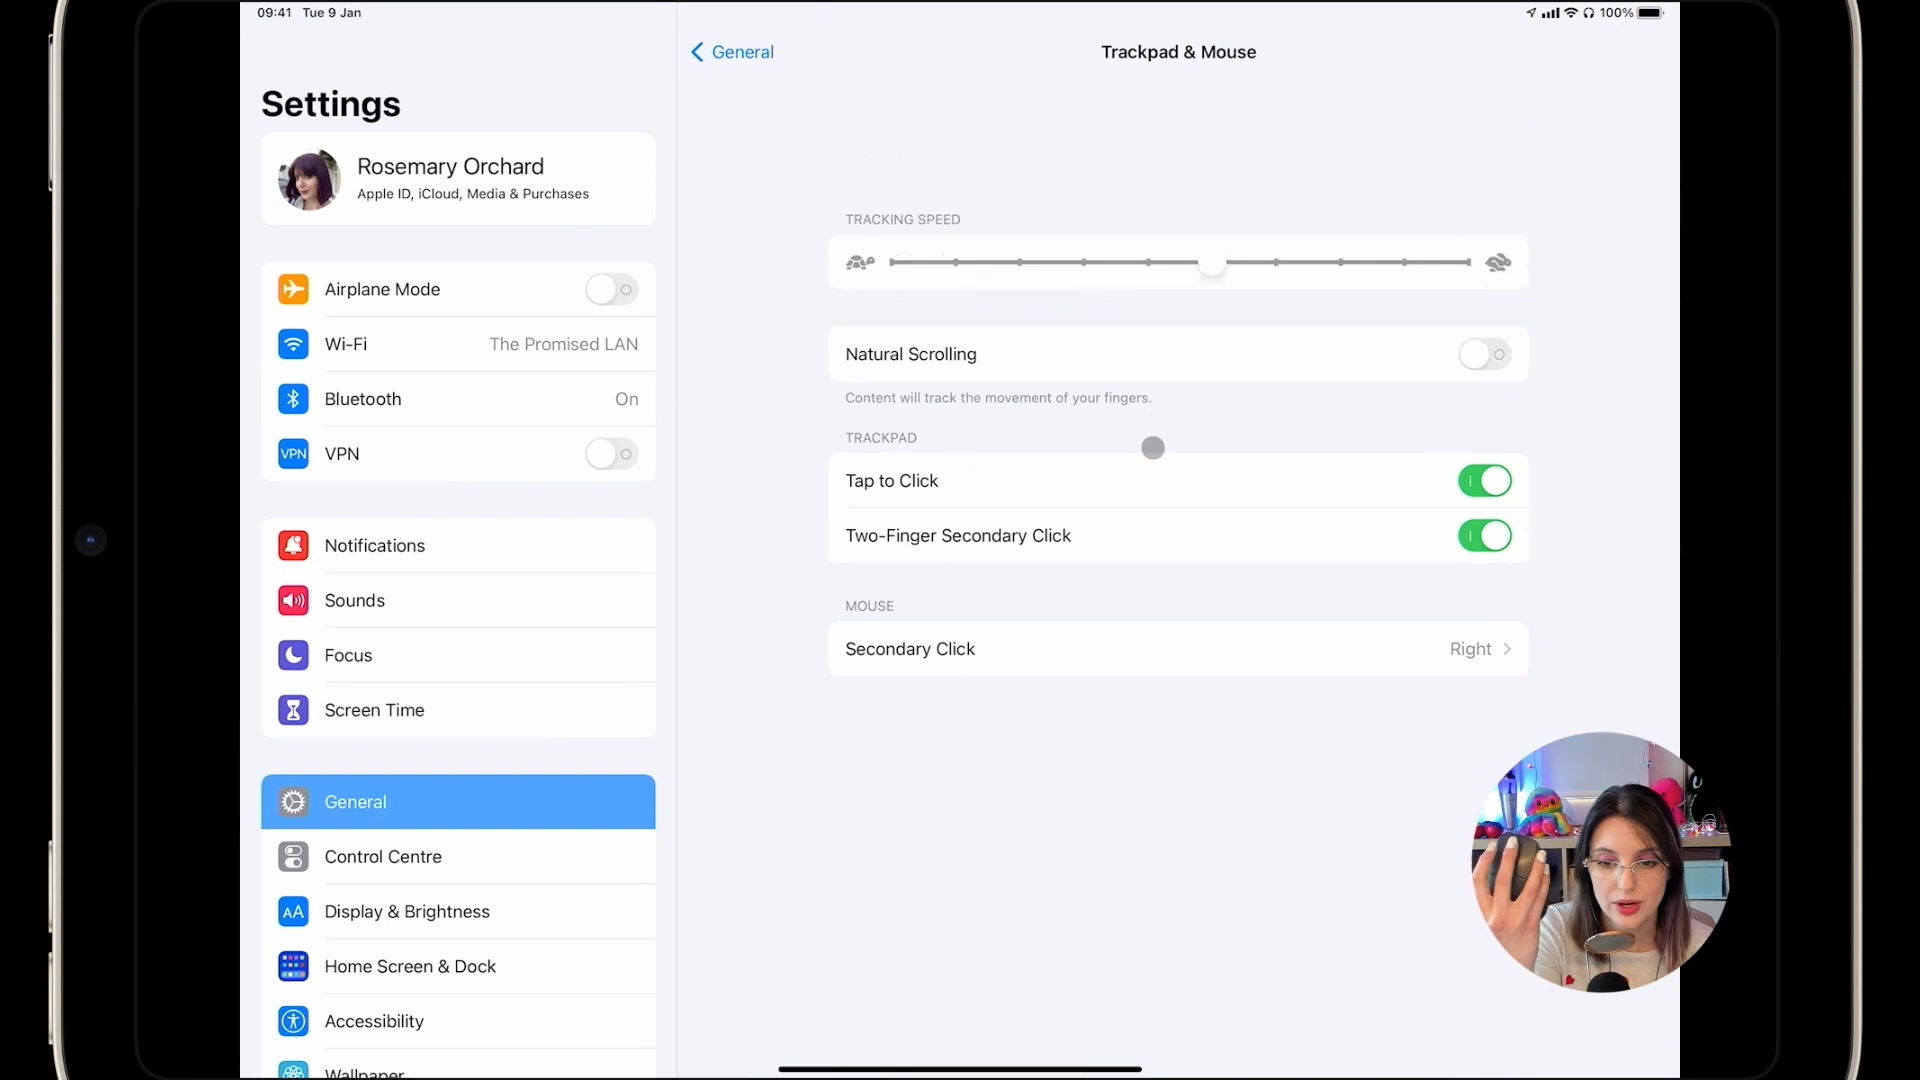 09:41 Tue 9 Jan
100%
Settings
Rosemary Orchard
Apple ID, iCloud, Media & Purchases
Airplane Mode
Wi-Fi
The Promised LAN
Bluetooth
On
VPN
VPN
Notifications
Sounds
Focus
Screen Time
General
Control Centre
AA
Display & Brightness
Home Screen & Dock
Accessibility
Wallpaper
General
Trackpad & Mouse
TRACKING SPEED
Natural Scrolling
Content will track the movement of your fingers.
TRACKPAD
Tap to Click
Two-Finger Secondary Click
MOUSE
Secondary Click
Right